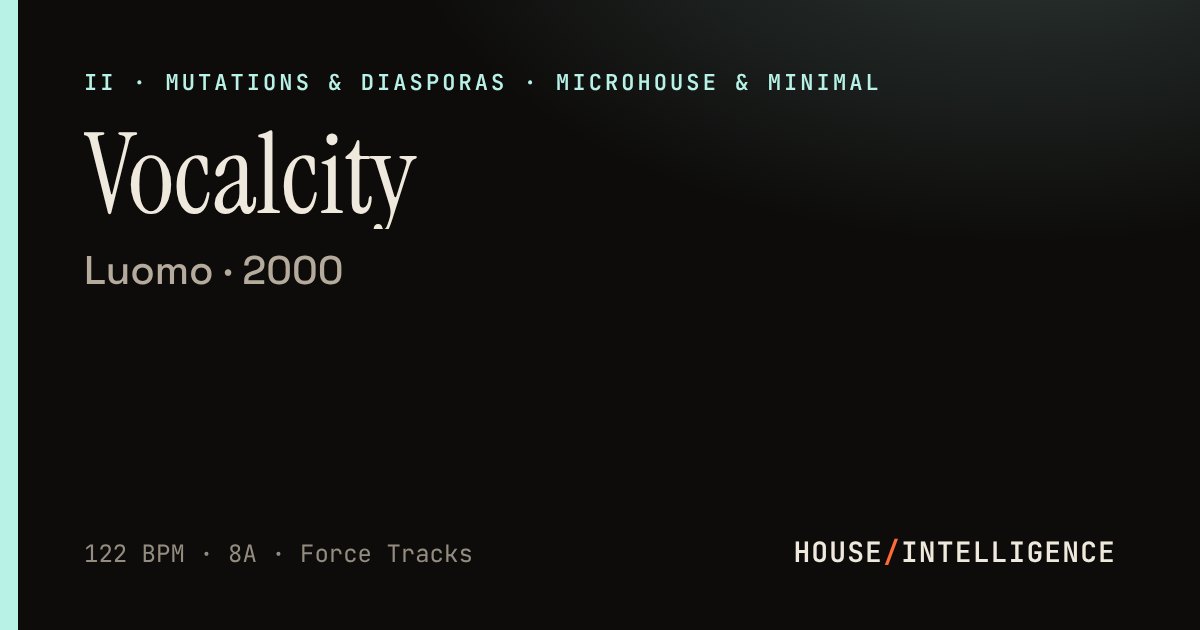 II · MUTATIONS & DIASPORAS · MICROHOUSE & MINIMAL
Vocalcity
Luomo · 2000
122 BPM · 8A · Force Tracks
HOUSE/INTELLIGENCE